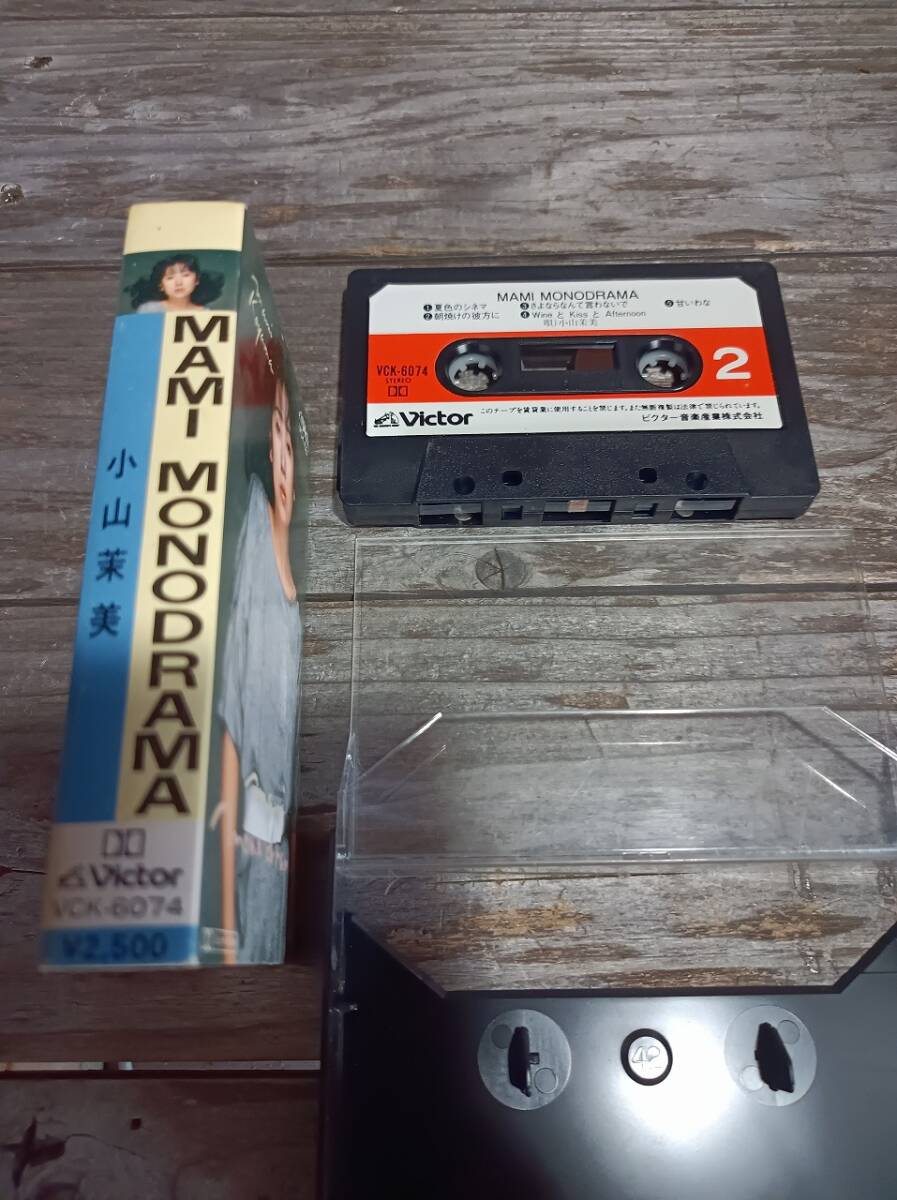 MAMI MONODRAMA
小山茉美
Victor
VCK-6074
¥2,500
MAMI MONODRAMA
❶夏色のシネマ ❸さよならなんて言わないで ❺甘いわな
❷朝焼けの彼方に ❹Wine と Kiss と Afternoon
唄)小山茉美
VCK-6074
STEREO
2
Victor
このテープを賃貸業に使用することを禁じます。また無断複製は法律で禁じられています。
ビクター音楽産業株式会社
42